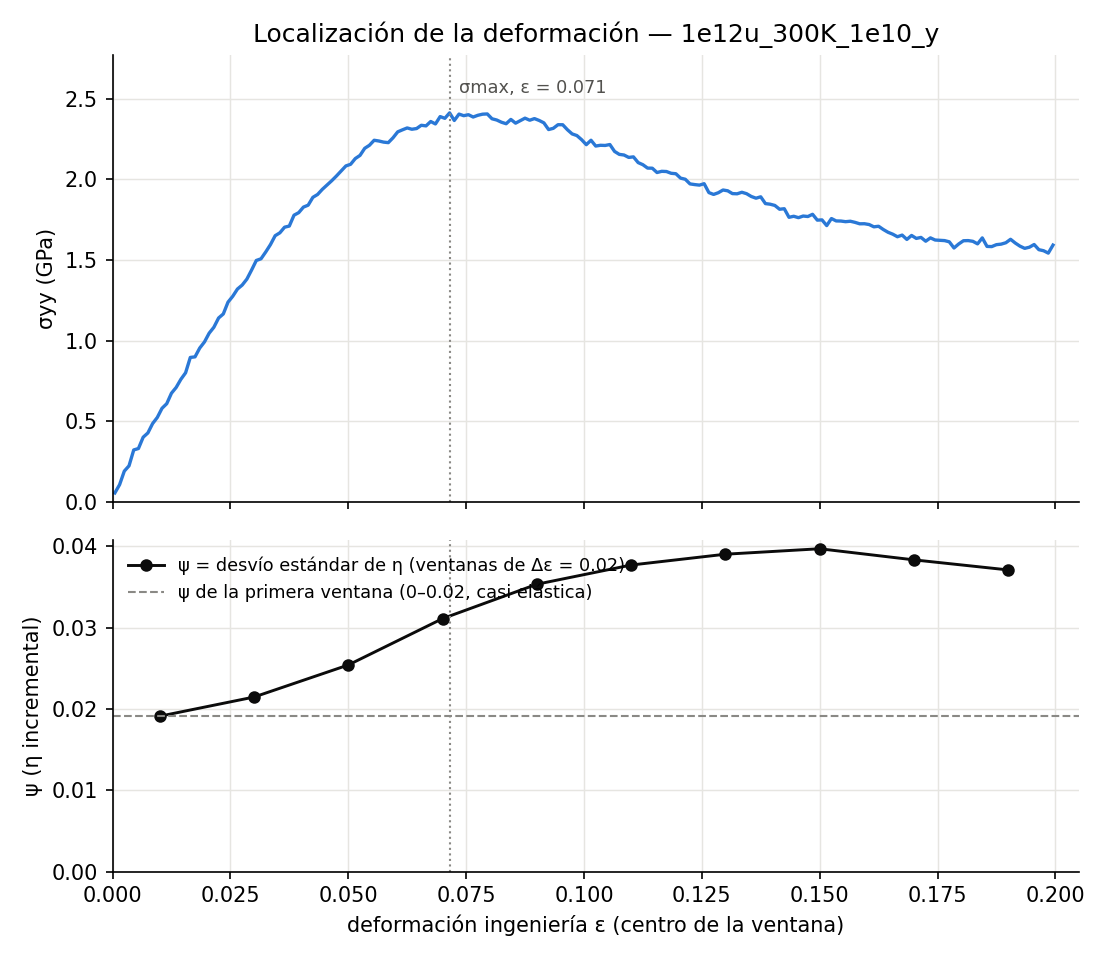 Localización de la deformación — 1e12u_300K_1e10_y
σmax, ε = 0.071
2.5
2.0
1.5
1.0
0.5
0.0
σyy (GPa)
ψ = desvío estándar de η (ventanas de Δε = 0.02)
ψ de la primera ventana (0–0.02, casi elástica)
0.04
0.03
0.02
0.01
0.00
ψ (η incremental)
0.000 0.025 0.050 0.075 0.100 0.125 0.150 0.175 0.200
deformación ingeniería ε (centro de la ventana)